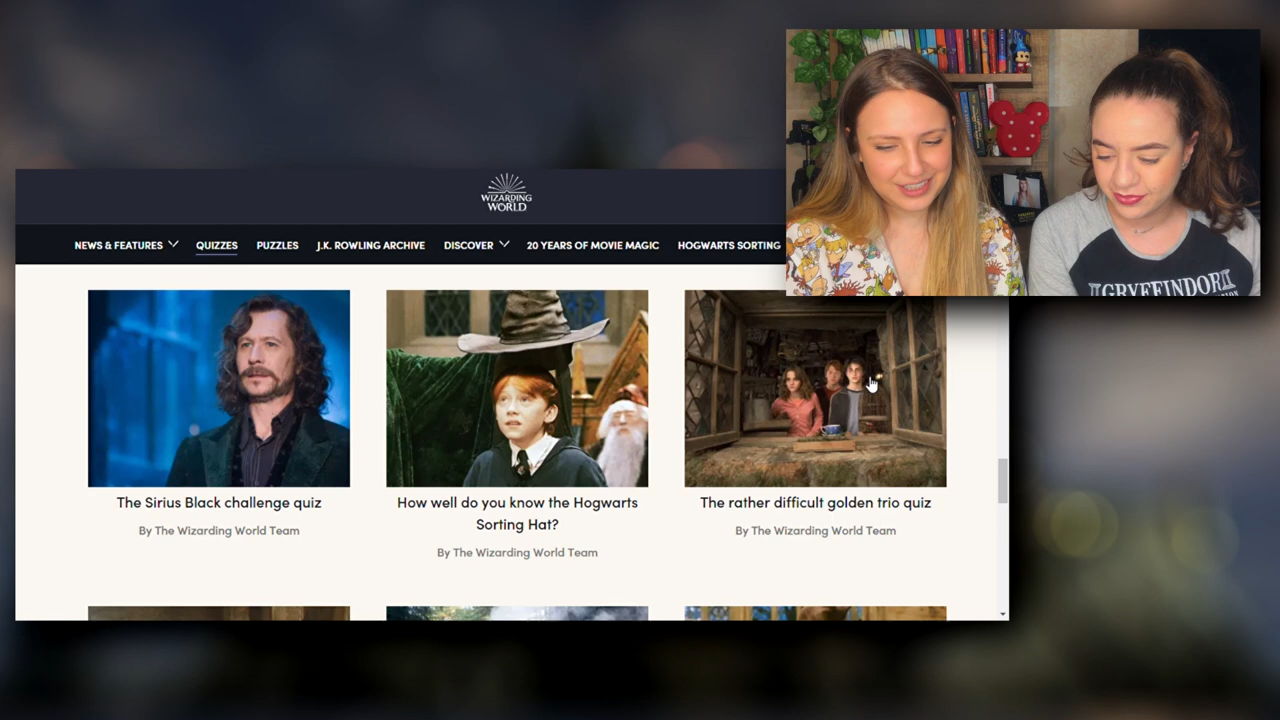 WIZARDING
WORLD
NEWS & FEATURES
QUIZZES
PUZZLES
J.K. ROWLING ARCHIVE
DISCOVER
20 YEARS OF MOVIE MAGIC
HOGWARTS SORTING
GRYFFINDOR
The Sirius Black challenge quiz
By The Wizarding World Team
How well do you know the Hogwarts
Sorting Hat?
By The Wizarding World Team
The rather difficult golden trio quiz
By The Wizarding World Team